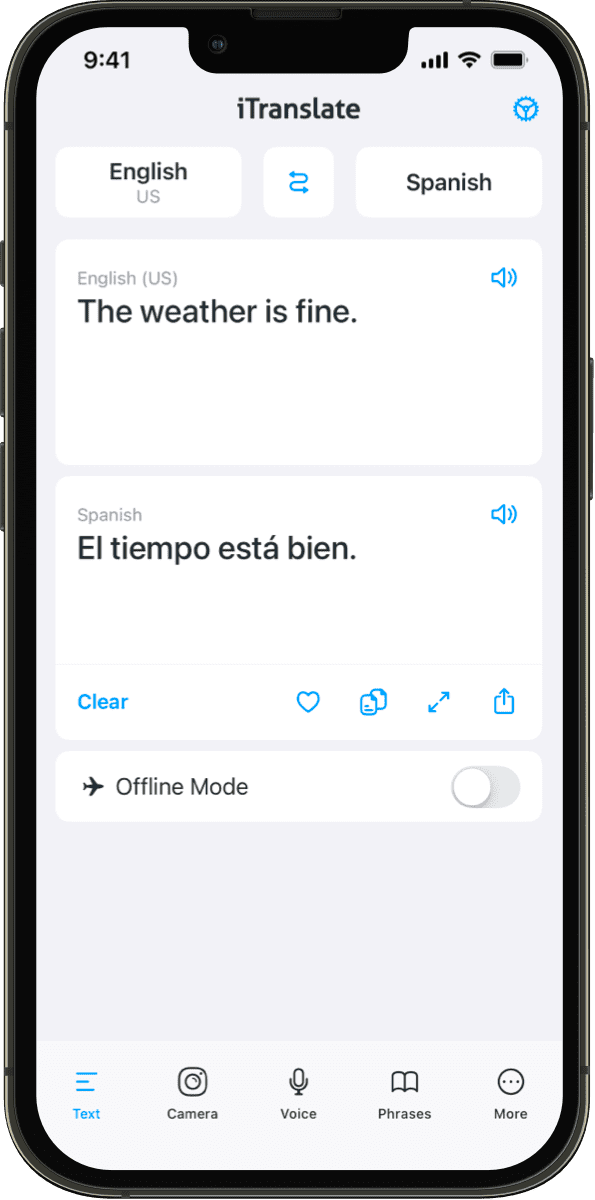 9:41
iTranslate
English
US
Spanish
English (US)
The weather is fine.
Spanish
El tiempo está bien.
Clear
Offline Mode
Text
Camera
Voice
Phrases
More